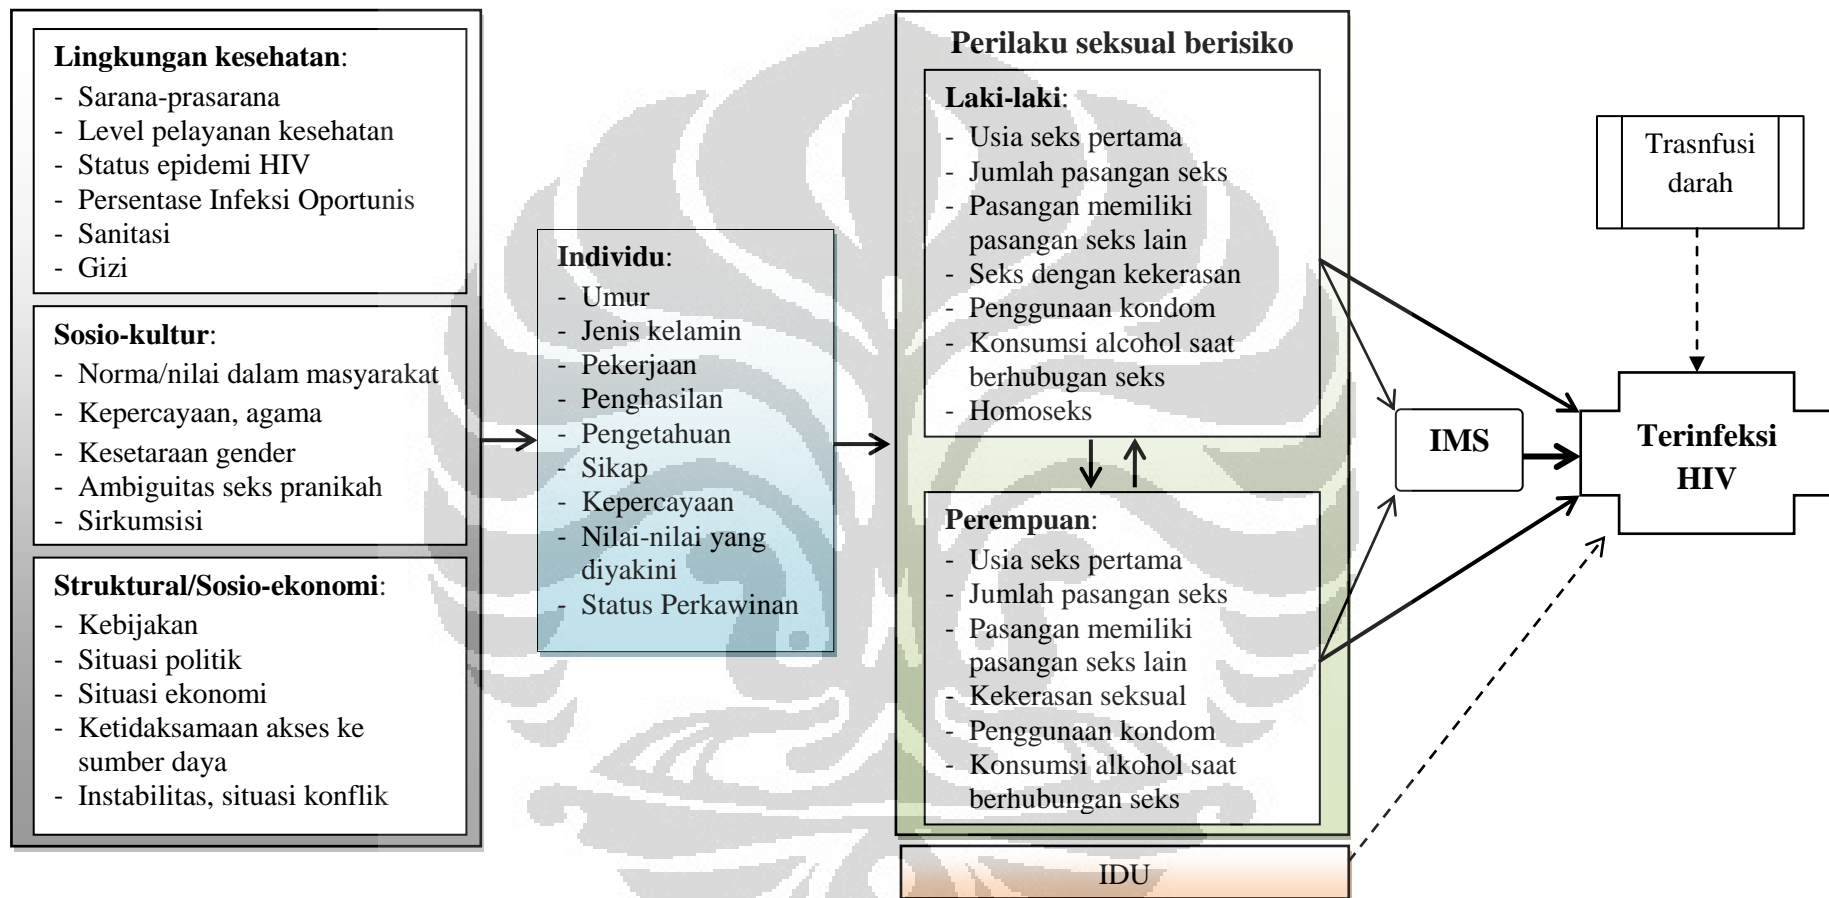 Lingkungan kesehatan:
- Sarana-prasarana
- Level pelayanan kesehatan
- Status epidemi HIV
- Persentase Infeksi Oportunis
- Sanitasi
- Gizi
Sosio-kultur:
- Norma/nilai dalam masyarakat
- Kepercayaan, agama
- Kesetaraan gender
- Ambiguitas seks pranikah
- Sirkumsisi
Struktural/Sosio-ekonomi:
- Kebijakan
- Situasi politik
- Situasi ekonomi
- Ketidaksamaan akses ke
sumber daya
- Instabilitas, situasi konflik
Individu:
- Umur
- Jenis kelamin
- Pekerjaan
- Penghasilan
- Pengetahuan
- Sikap
- Kepercayaan
- Nilai-nilai yang
diyakini
- Status Perkawinan
Perilaku seksual berisiko
Laki-laki:
- Usia seks pertama
- Jumlah pasangan seks
- Pasangan memiliki
pasangan seks lain
- Seks dengan kekerasan
- Penggunaan kondom
- Konsumsi alcohol saat
berhubugan seks
- Homoseks
Perempuan:
- Usia seks pertama
- Jumlah pasangan seks
- Pasangan memiliki
pasangan seks lain
- Kekerasan seksual
- Penggunaan kondom
- Konsumsi alkohol saat
berhubungan seks
IDU
IMS
Trasnfusi
darah
Terinfeksi
HIV